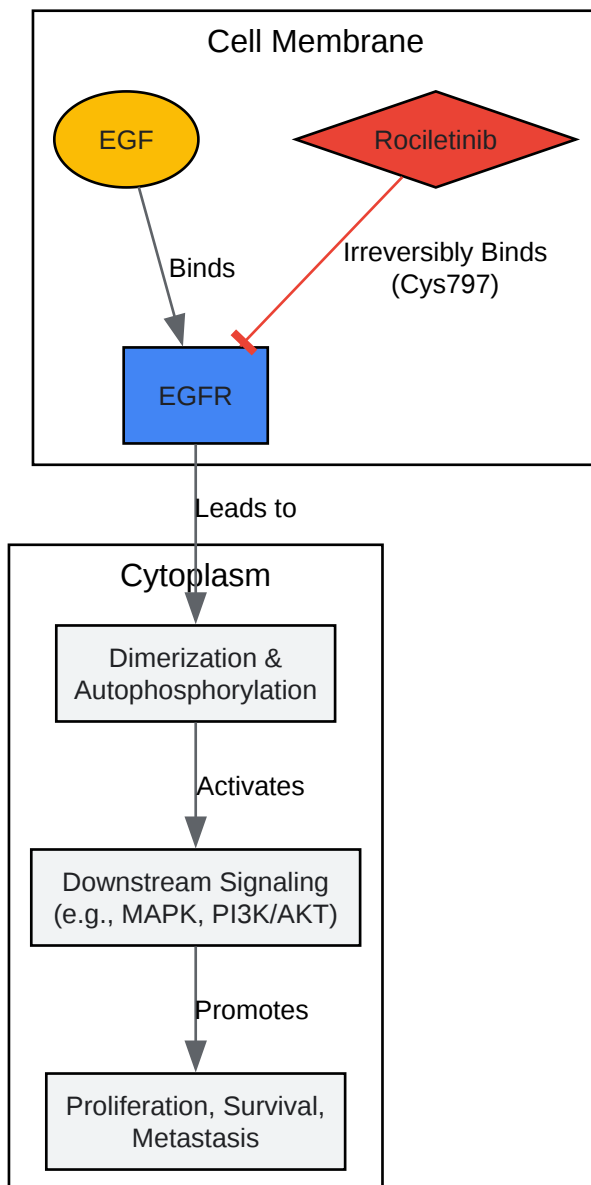 Cell Membrane
EGF
Rociletinib
Binds
Irreversibly Binds
(Cys797)
EGFR
Leads to
Cytoplasm
Dimerization &
Autophosphorylation
Activates
Downstream Signaling
(e.g., MAPK, PI3K/AKT)
Promotes
Proliferation, Survival,
Metastasis